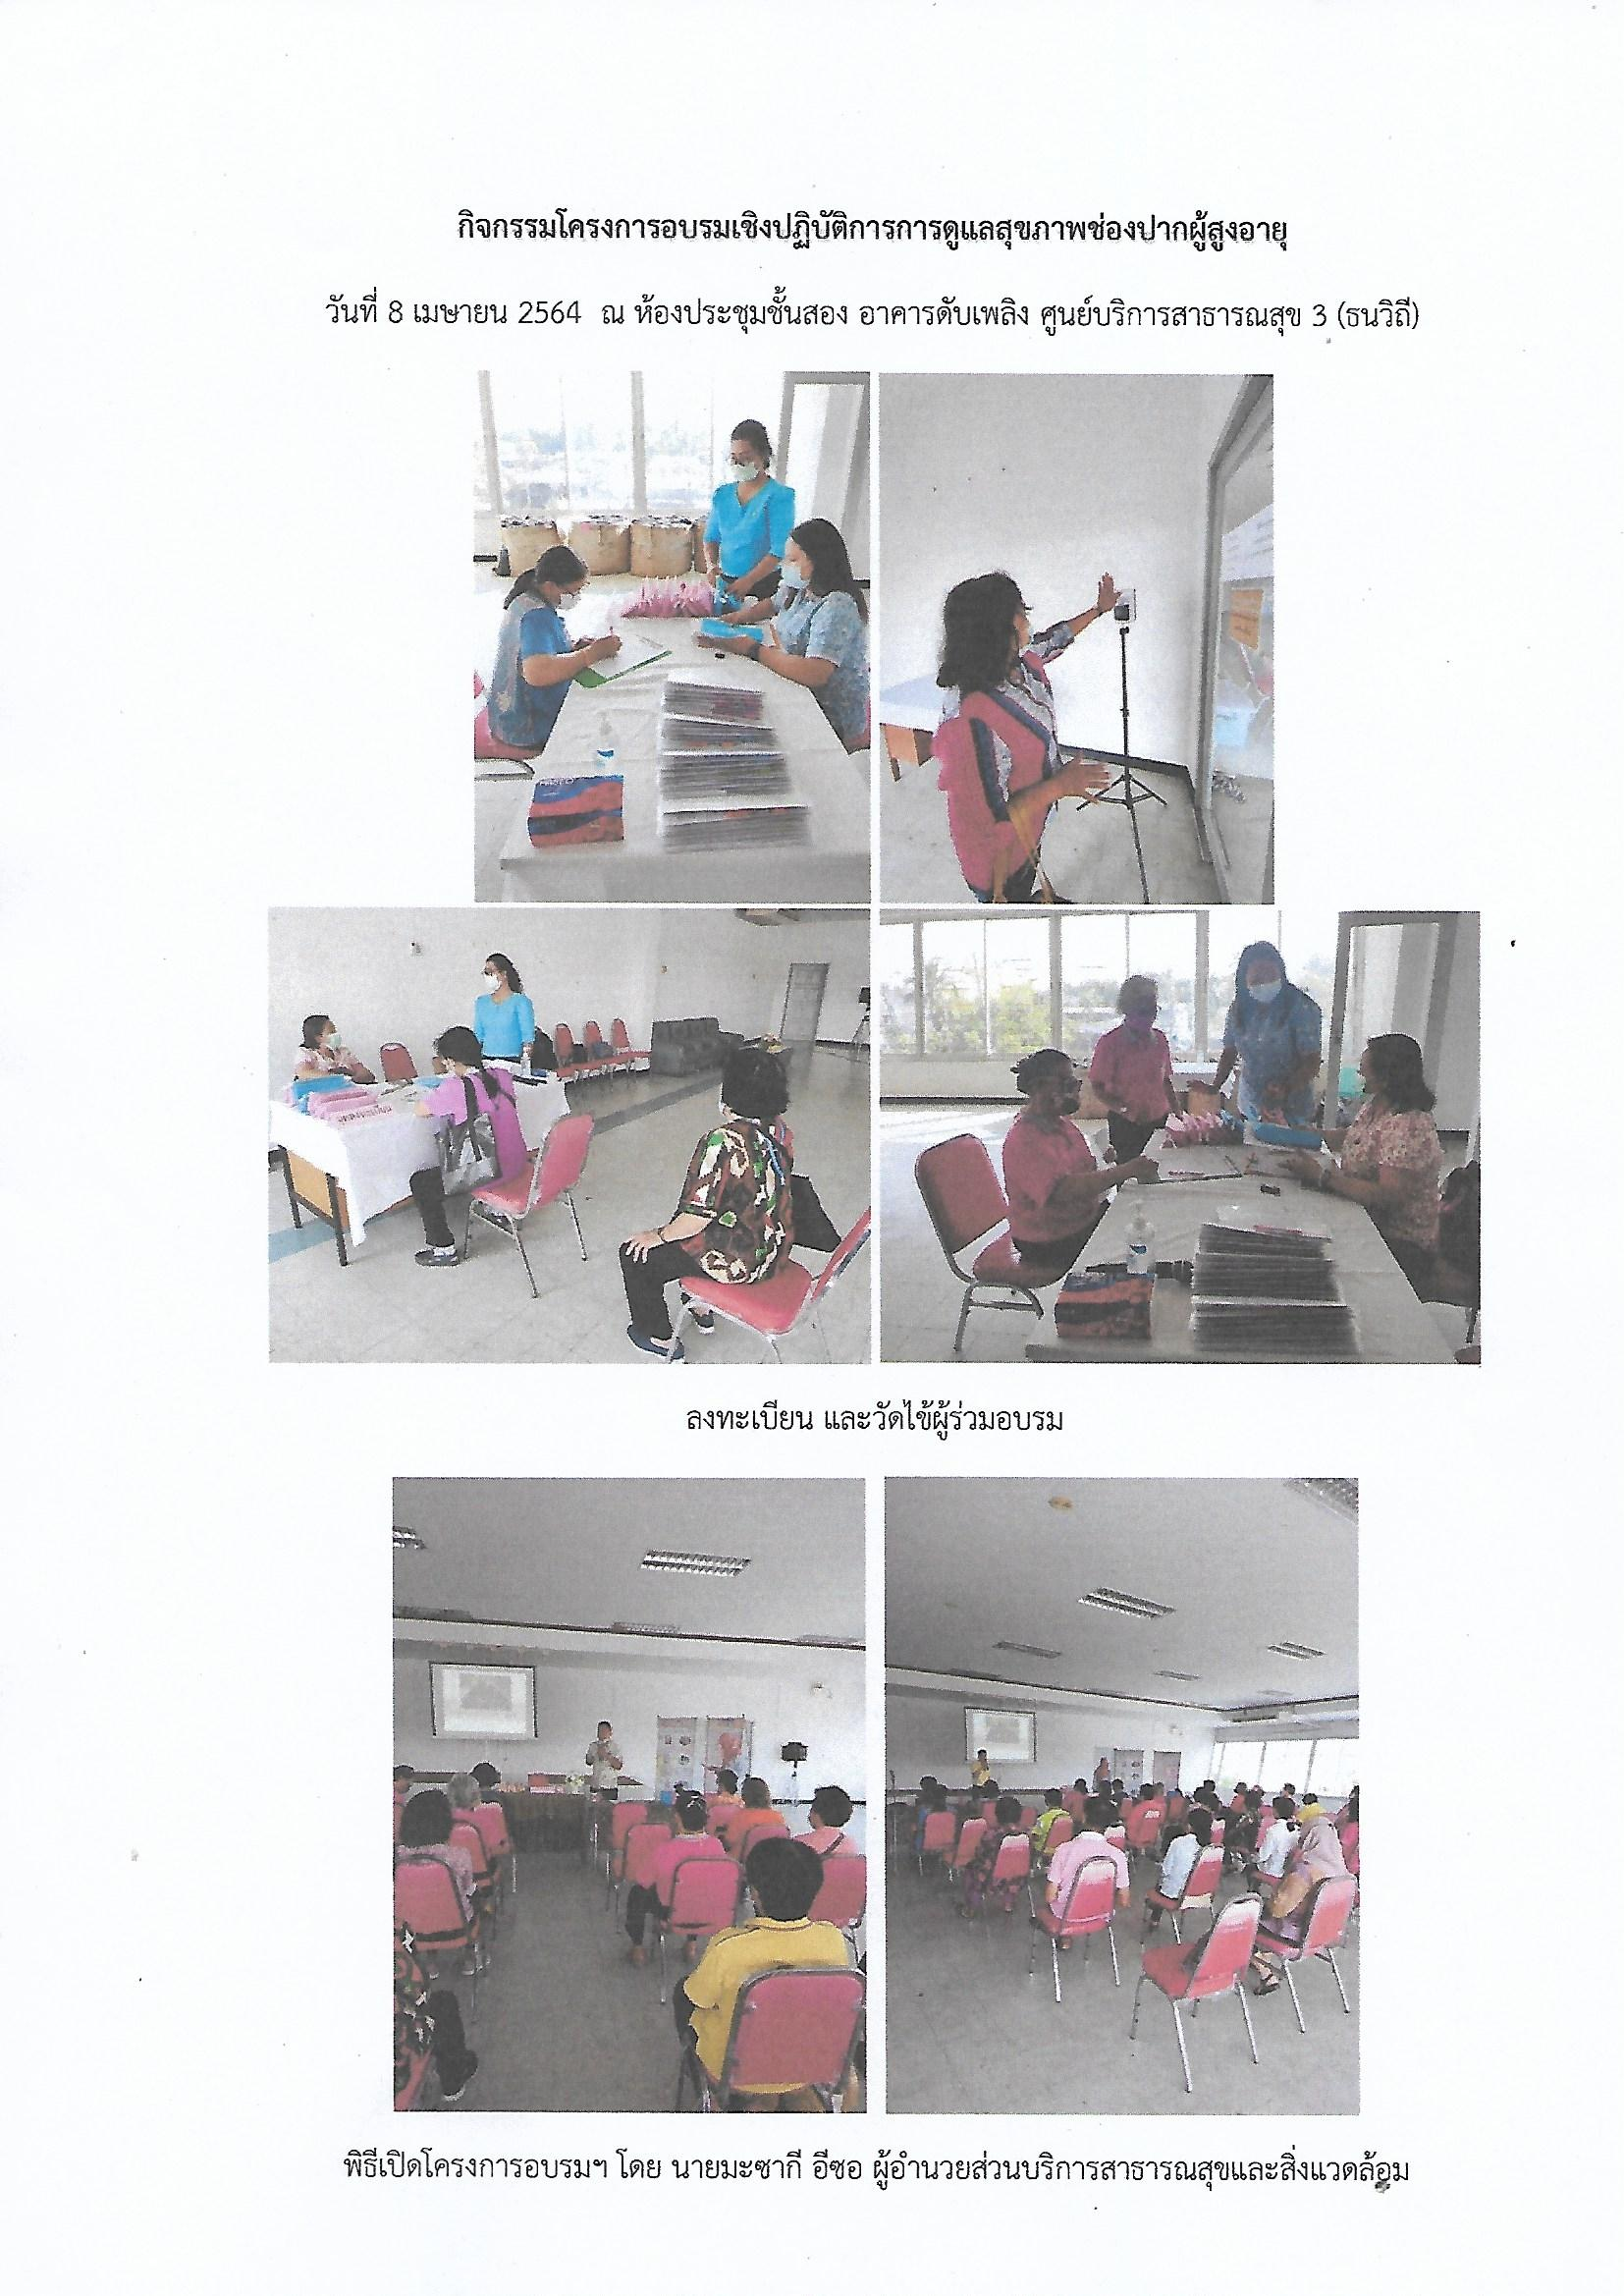 กิจกรรมโครงการอบรมเชิงปฏิบัติการการดูแลสุขภาพช่องปากผู้สูงอายุ
วันที่ 8 เมษายน 2564 ณ ห้องประชุมชั้นสอง อาคารดับเพลิง ศูนย์บริการสาธารณสุข 3 (ธนวิถี)
ลงทะเบียน และวัดไข้ผู้ร่วมอบรม
พิธีเปิดโครงการอบรมฯ โดย นายมะซากี อีซอ ผู้อำนวยส่วนบริการสาธารณสุขและสิ่งแวดล้อม